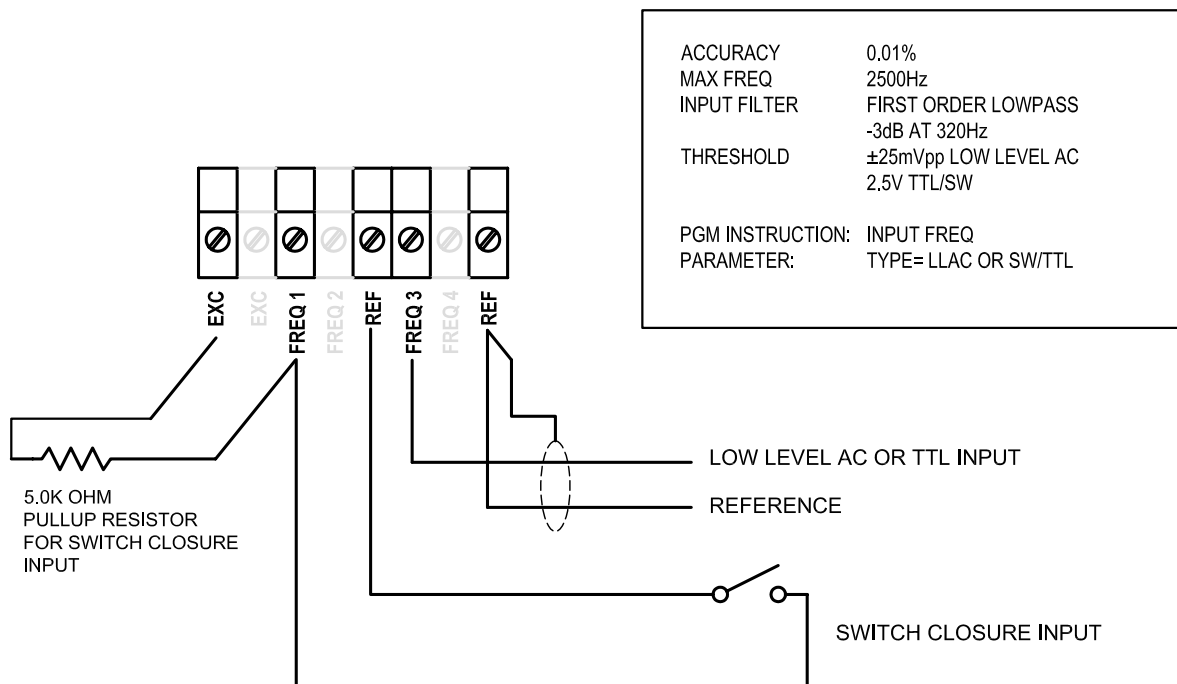 ACCURACY 0.01%
MAX FREQ 2500Hz
INPUT FILTER FIRST ORDER LOWPASS
-3dB AT 320Hz
THRESHOLD ±25mVpp LOW LEVEL AC
2.5V TTL/SW
PGM INSTRUCTION: INPUT FREQ
PARAMETER: TYPE= LLAC OR SW/TTL
EXC
EXC
FREQ 1
FREQ 2
REF
FREQ 3
FREQ 4
REF
LOW LEVEL AC OR TTL INPUT
REFERENCE
5.0K OHM
PULLUP RESISTOR
FOR SWITCH CLOSURE
INPUT
SWITCH CLOSURE INPUT